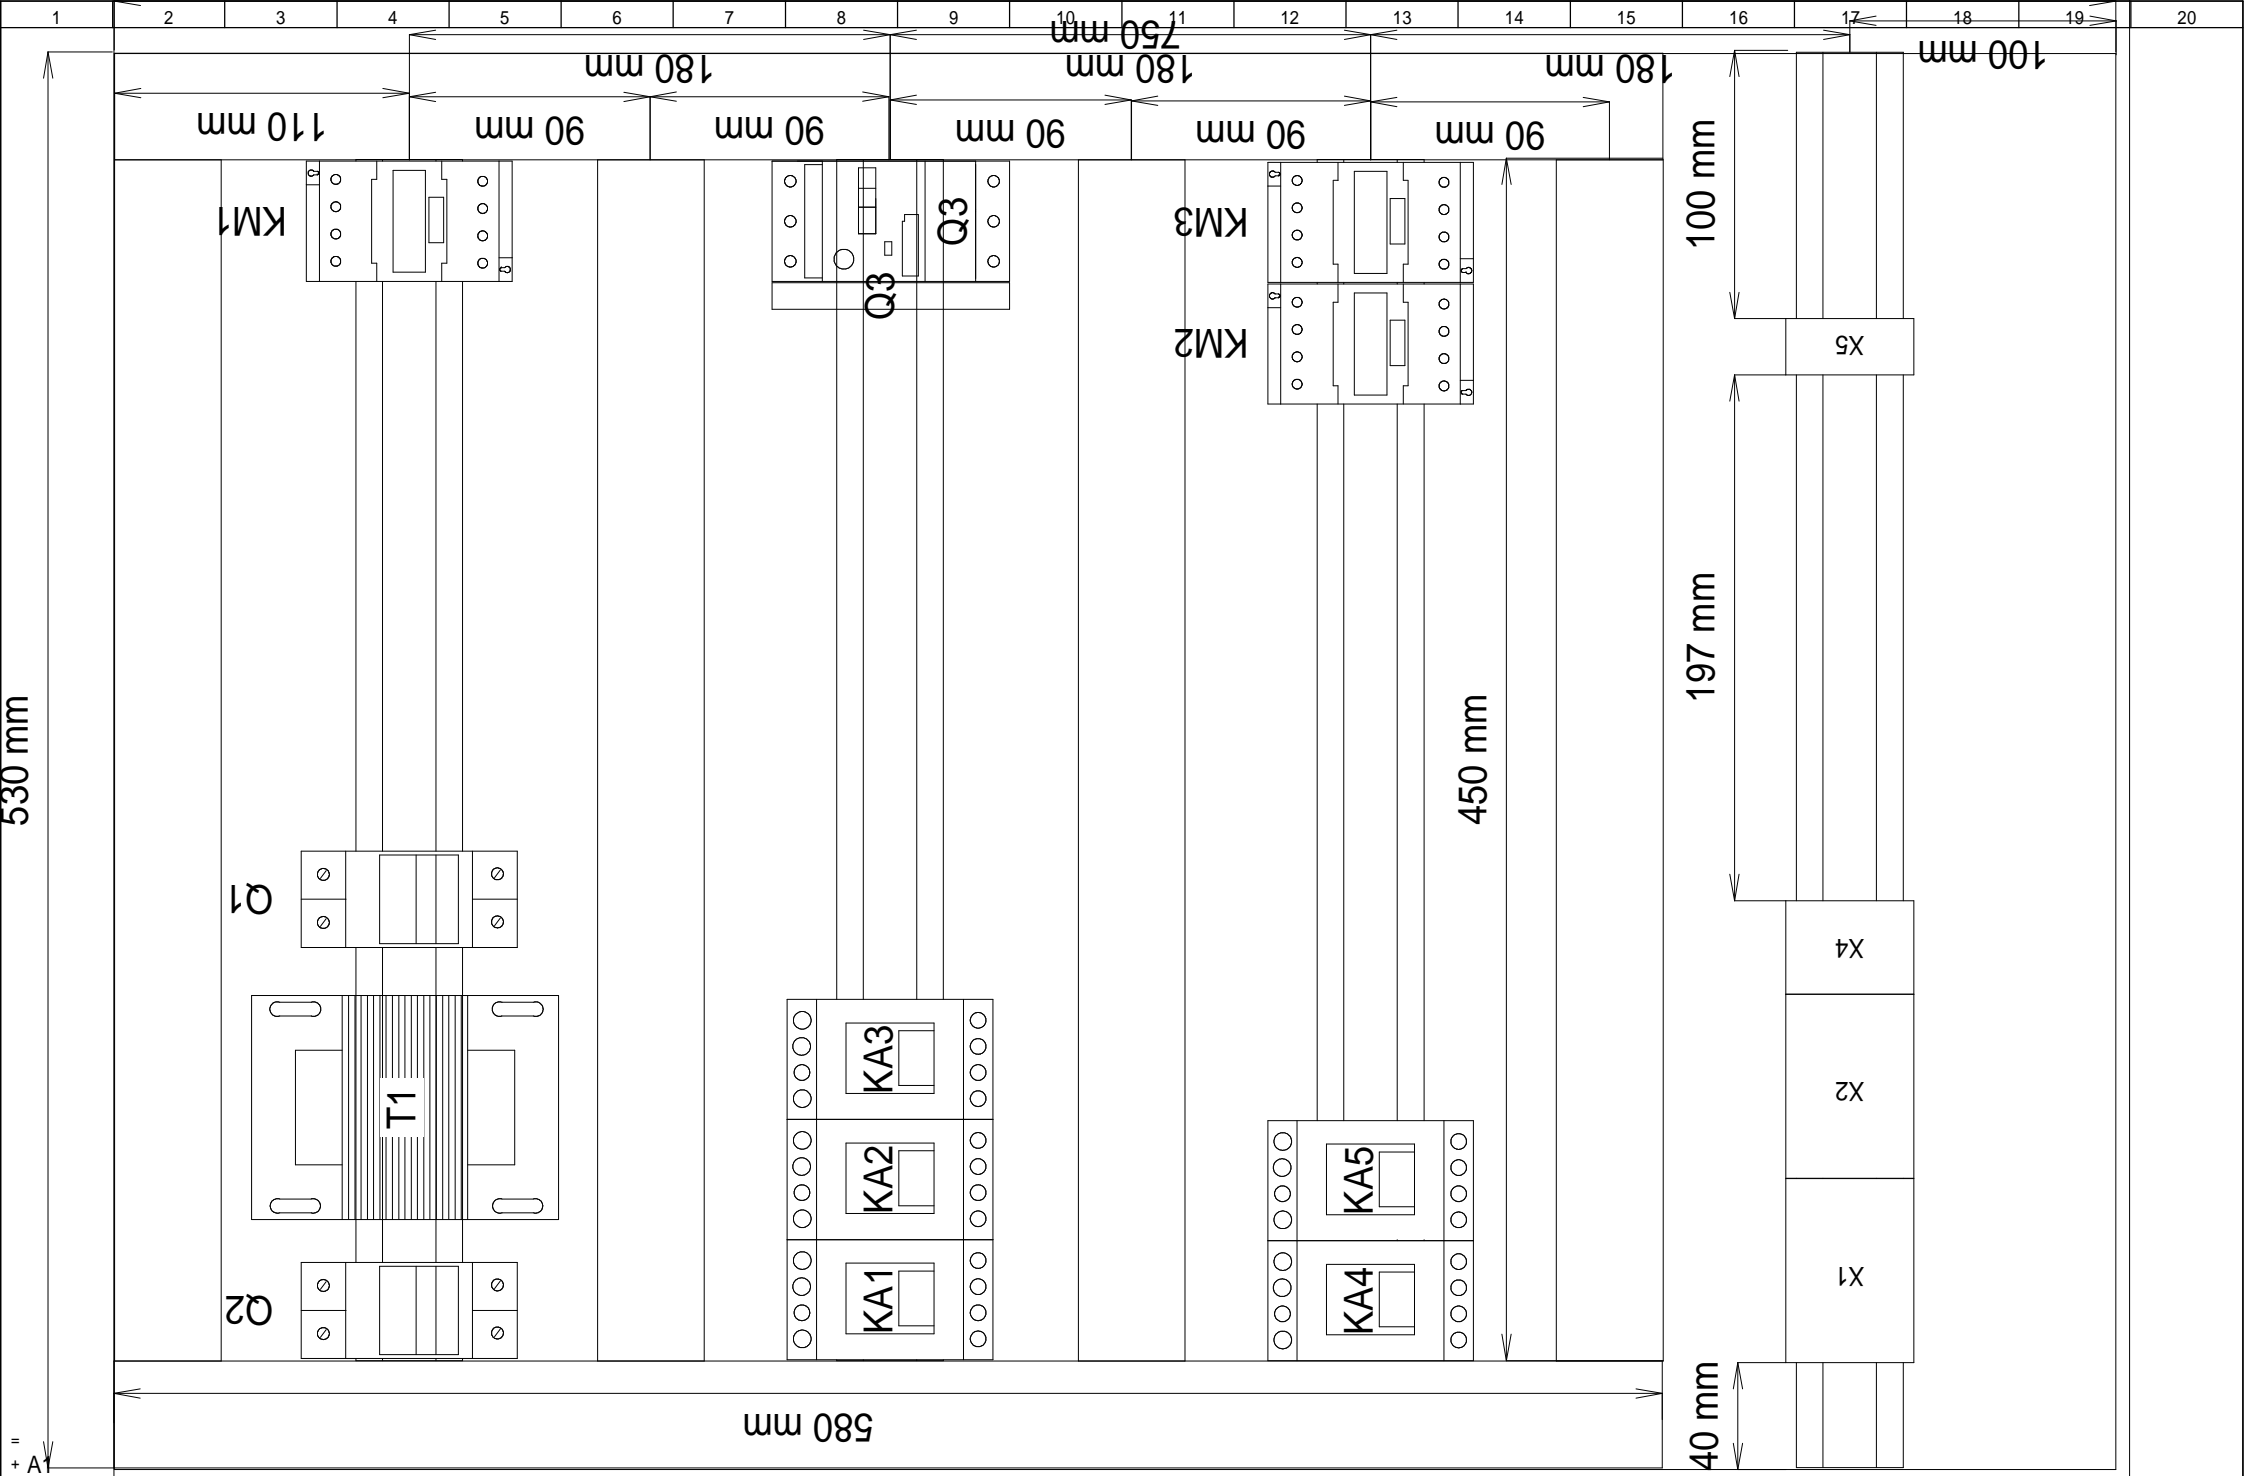 1 2 3 4 5 6 7 8 9 10 11 12 13 14 15 16 17 18 19 20
750 mm
100 mm
180 mm 180 mm 180 mm
110 mm 90 mm 90 mm 90 mm 90 mm 90 mm
100 mm
KM1
Q3
Q3
KM3
KM2
X5
197 mm
530 mm
450 mm
Q1
X4
T1
KA3
X2
KA2
KA5
X1
Q2
KA1
KA4
40 mm
580 mm
=
+ A1